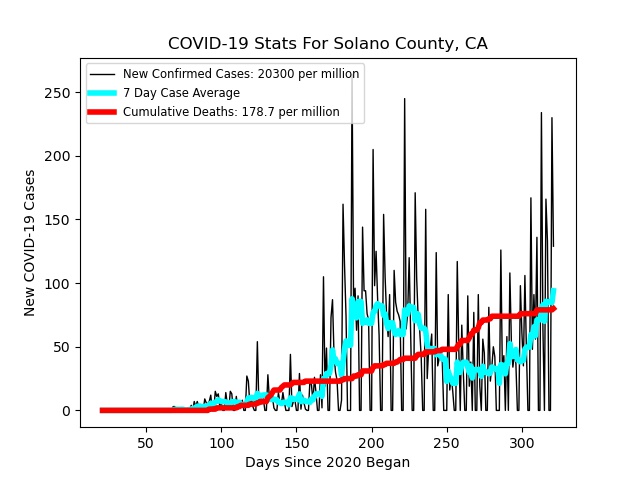 COVID-19 Stats For Solano County, CA
New Confirmed Cases: 20300 per million
7 Day Case Average
Cumulative Deaths: 178.7 per million
New COVID-19 Cases
250
200
150
100
50
0
50 100 150 200 250 300
Days Since 2020 Began